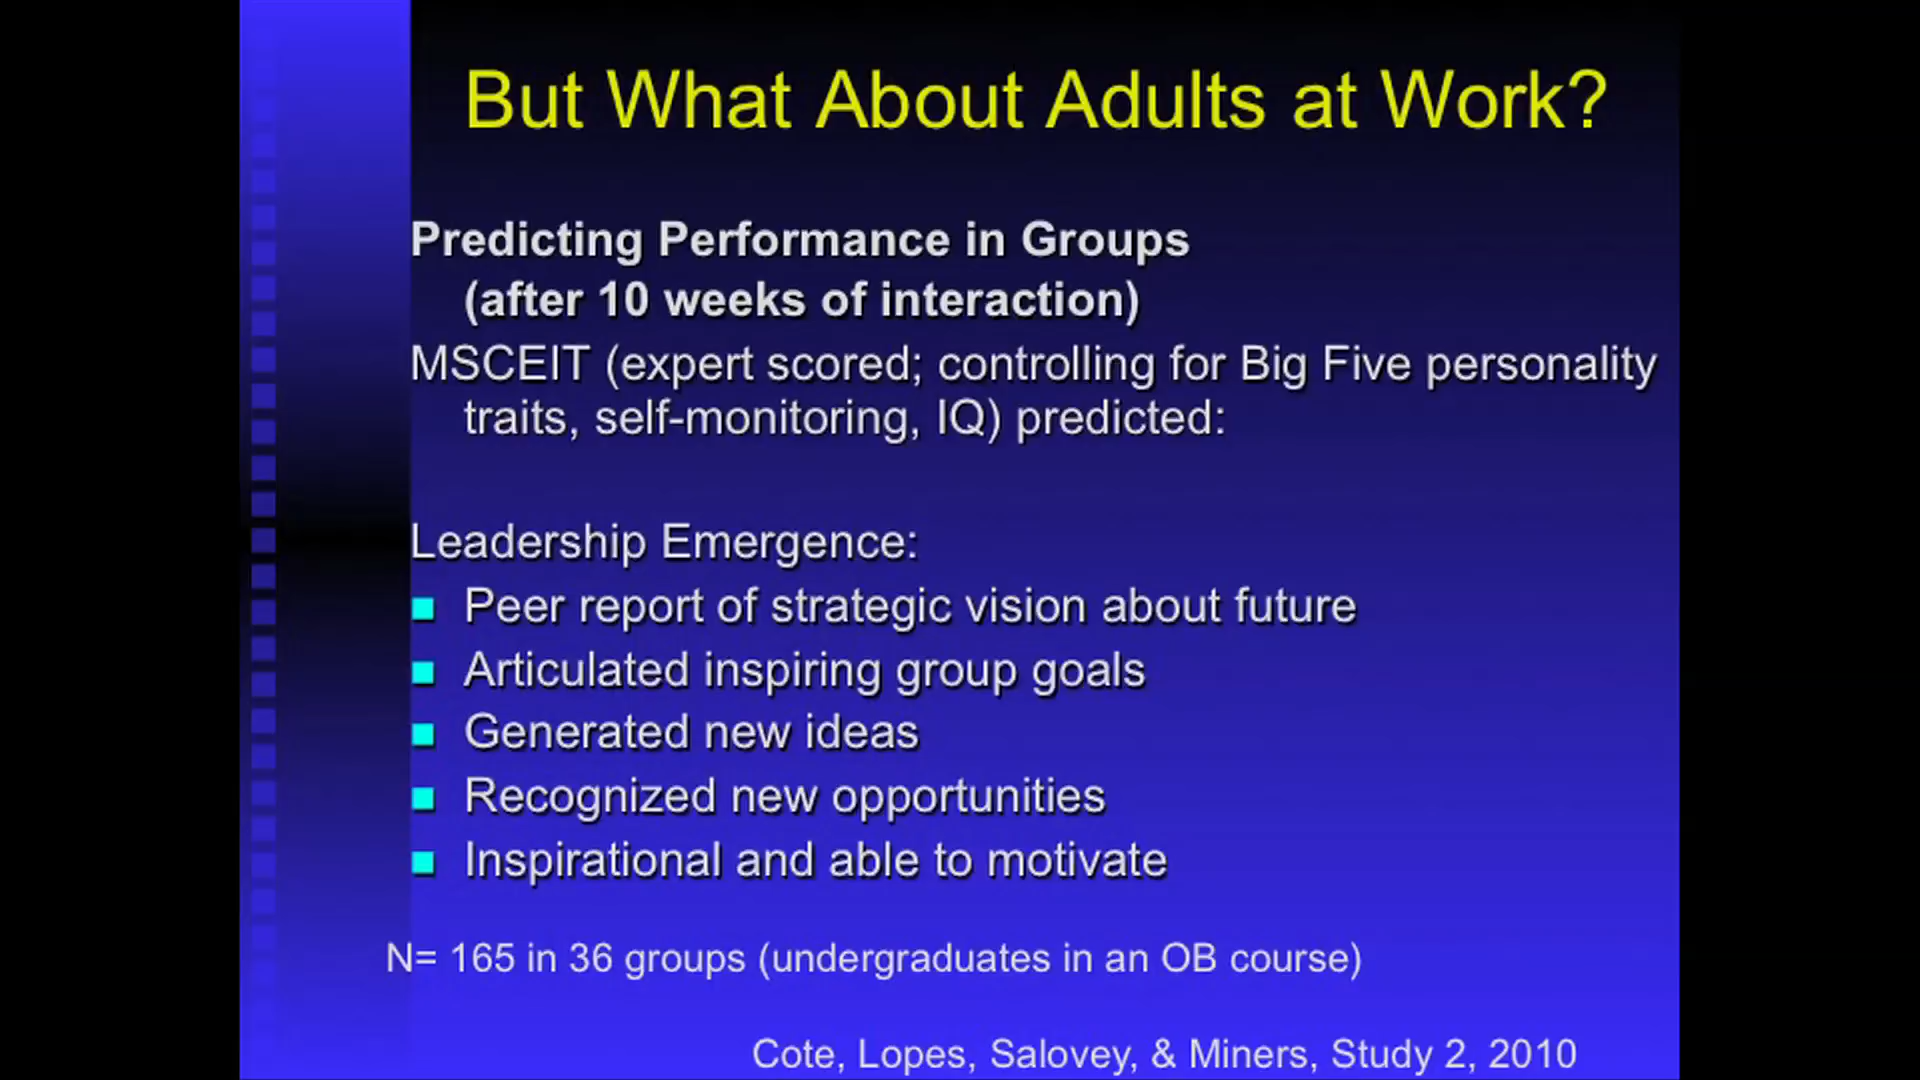 But What About Adults at Work?
Predicting Performance in Groups
(after 10 weeks of interaction)
MSCEIT (expert scored; controlling for Big Five personality
traits, self-monitoring, IQ) predicted:
Leadership Emergence:
Peer report of strategic vision about future
Articulated inspiring group goals
Generated new ideas
Recognized new opportunities
Inspirational and able to motivate
N= 165 in 36 groups (undergraduates in an OB course)
Cote, Lopes, Salovey, & Miners, Study 2, 2010